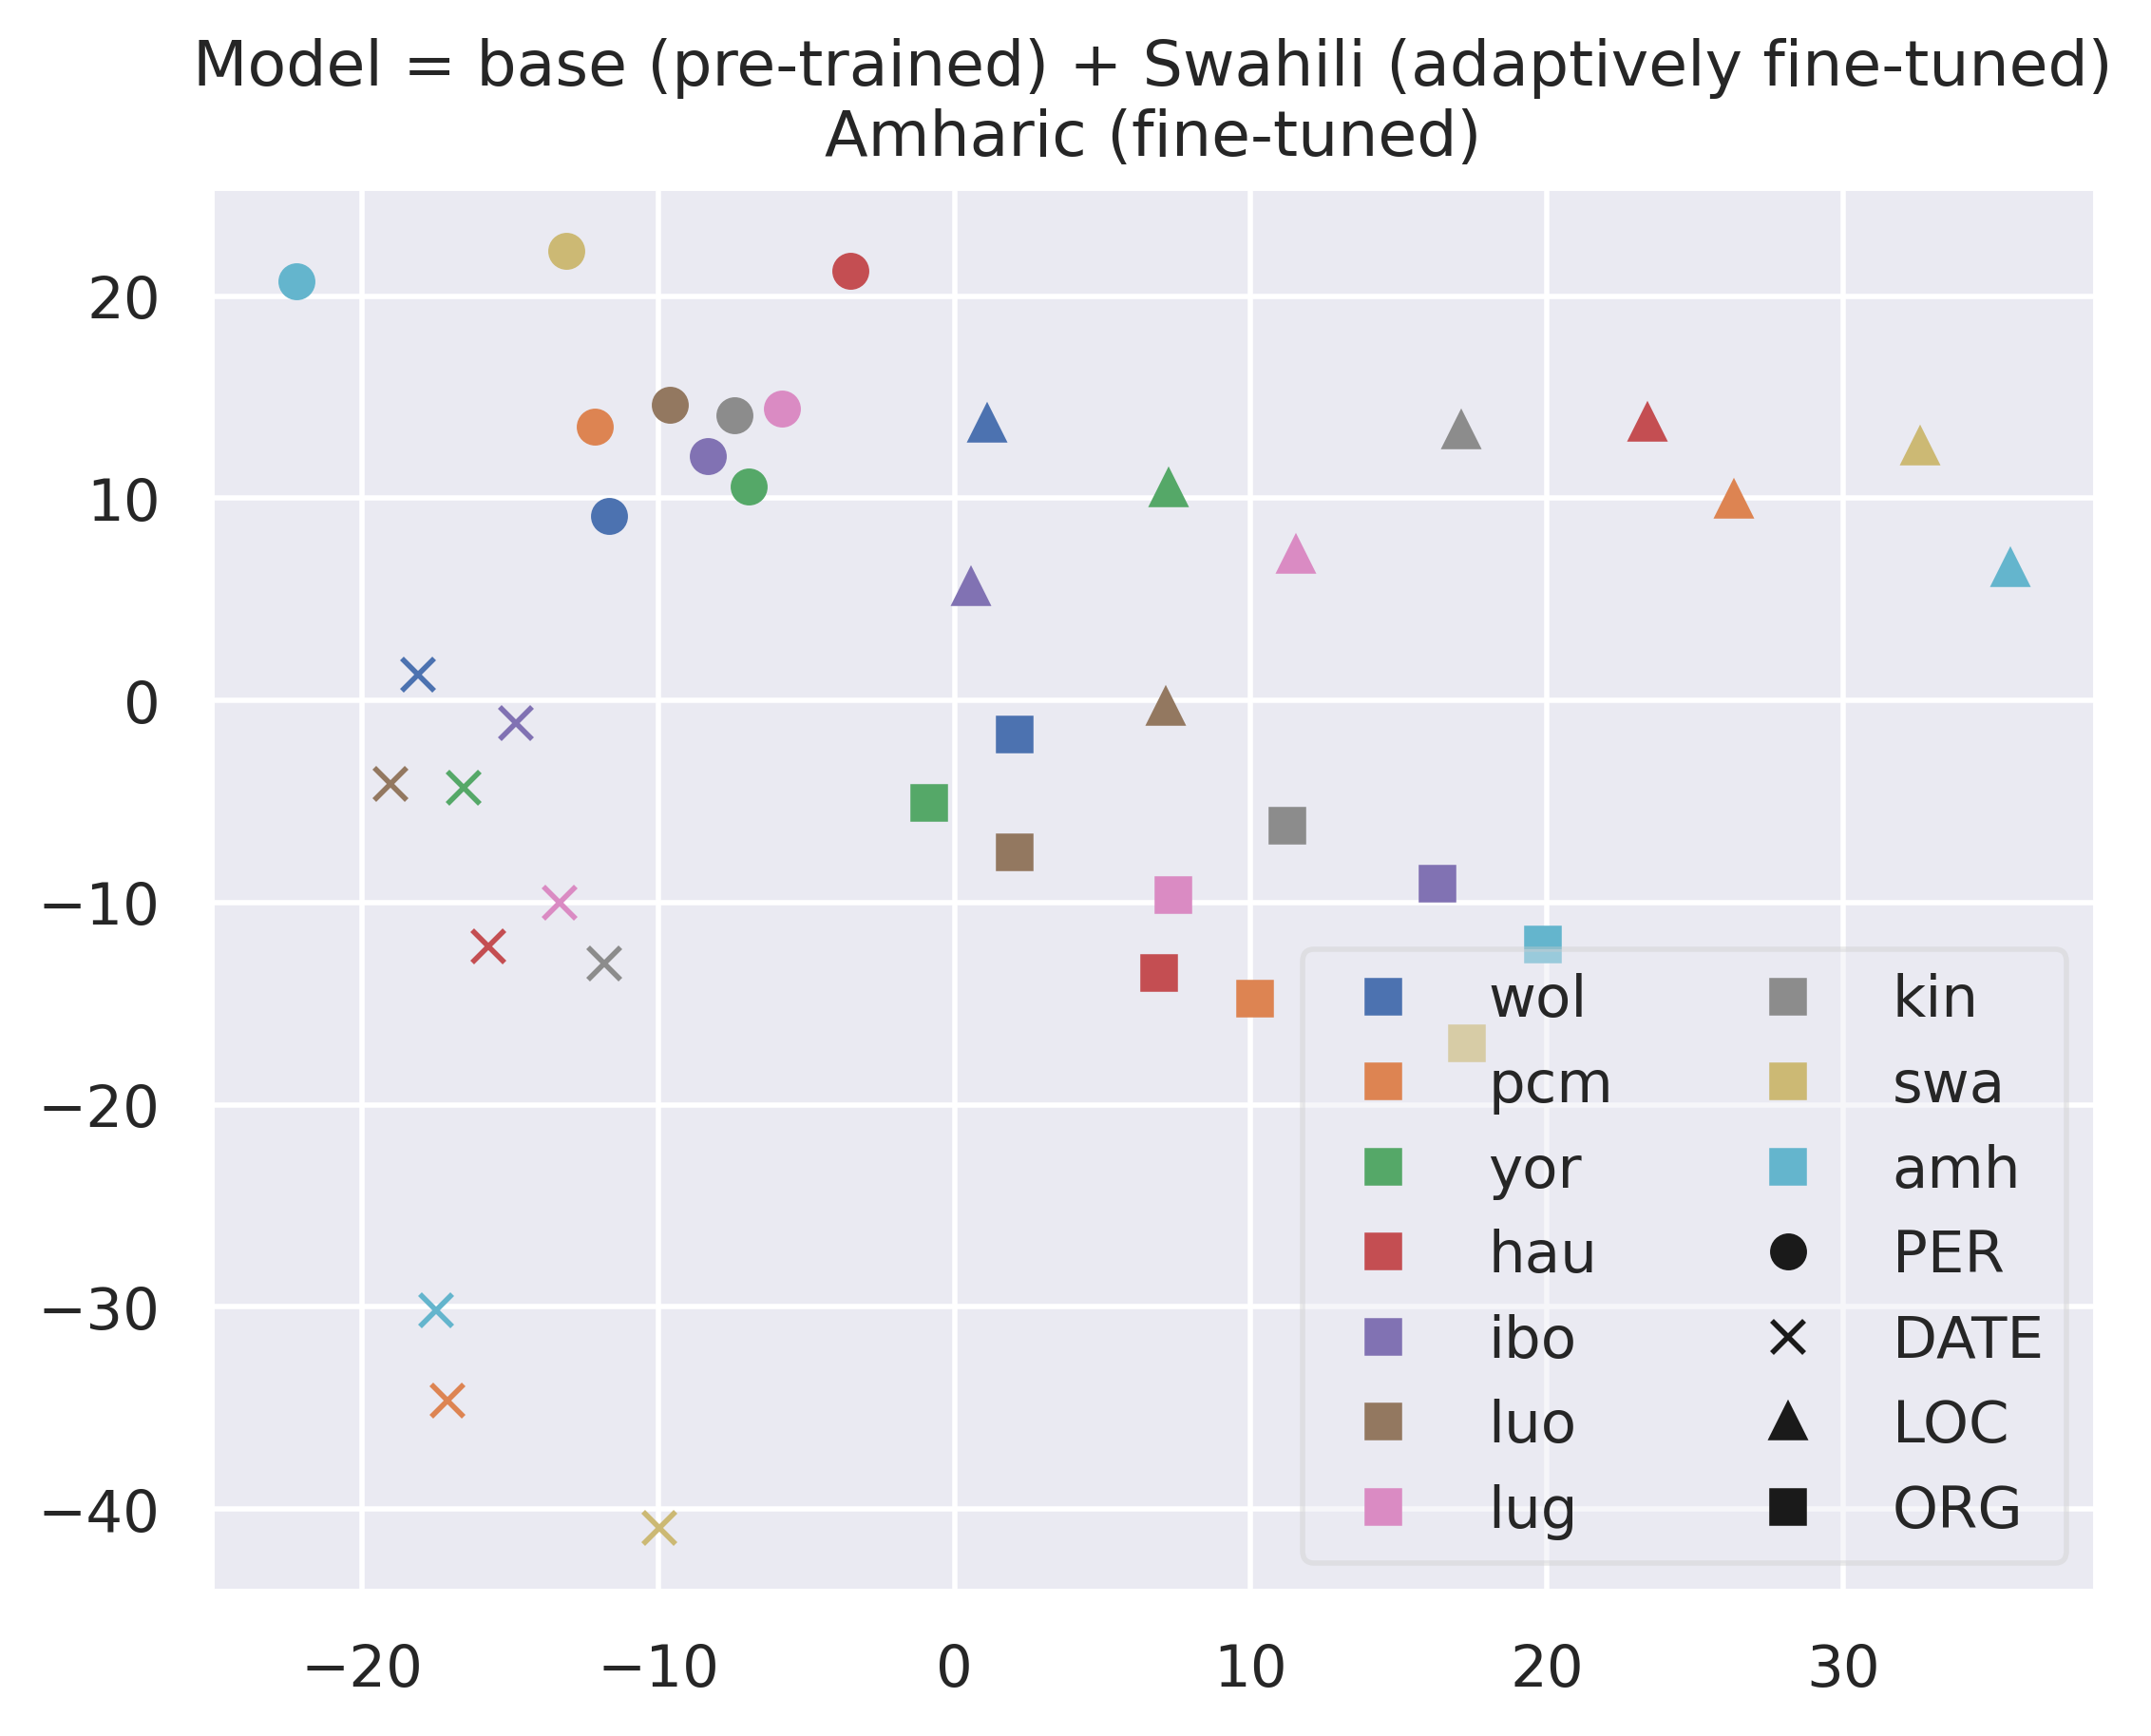 Model = base (pre-trained) + Swahili (adaptively fine-tuned)
Amharic (fine-tuned)
20
10
0
−10
−20
−30
−40
−20
−10
0
10
20
30
wol
pcm
yor
hau
ibo
luo
lug
kin
swa
amh
PER
DATE
LOC
ORG